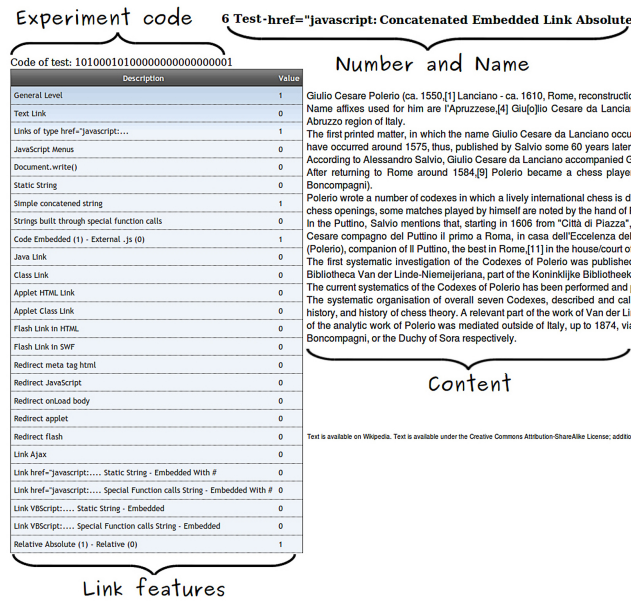 Experiment code
6 Test-href="javascript: Concatenated Embedded Link Absolute
Code of test: 10100010100000000000000001
Number and Name
Description Value
General Level 1
Text Link 0
Links of type href="javascript:... 1
JavaScript Menus 0
Document.write() 0
Static String 0
Simple concatened string 1
Strings built through special function calls 0
Code Embedded (1) - External .js (0) 1
Java Link 0
Class Link 0
Applet HTML Link 0
Applet Class Link 0
Flash Link in HTML 0
Flash Link in SWF 0
Redirect meta tag html 0
Redirect JavaScript 0
Redirect onLoad body 0
Redirect applet 0
Redirect flash 0
Link Ajax 0
Link href="javascript:.... Static String - Embedded With # 0
Link href="javascript:.... Special Function calls String - Embedded With # 0
Link VBScript:.... Static String - Embedded 0
Link VBScript:.... Special Function calls String - Embedded 0
Relative Absolute (1) - Relative (0) 1
Link features
Giulio Cesare Polerio (ca. 1550,[1] Lanciano - ca. 1610, Rome, reconstructio
Name affixes used for him are l'Apruzzese,[4] Giu[o]lio Cesare da Lancian
Abruzzo region of Italy.
The first printed matter, in which the name Giulio Cesare da Lanciano occu
have occurred around 1575, thus, published by Salvio some 60 years later
According to Alessandro Salvio, Giulio Cesare da Lanciano accompanied G
After returning to Rome around 1584,[9] Polerio became a chess playe
Boncompagni).
Polerio wrote a number of codexes in which a lively international chess is d
chess openings, some matches played by himself are noted by the hand of
In the Puttino, Salvio mentions that, starting in 1606 from "Città di Piazza",
Cesare compagno del Puttino il primo a Roma, in casa dell'Eccelenza del
(Polerio), companion of Il Puttino, the best in Rome,[11] in the house/court o
The first systematic investigation of the Codexes of Polerio was publishe
Bibliotheca Van der Linde-Niemeijeriana, part of the Koninklijke Bibliotheek
The current systematics of the Codexes of Polerio has been performed and
The systematic organisation of overall seven Codexes, described and cal
history, and history of chess theory. A relevant part of the work of Van der Li
of the analytic work of Polerio was mediated outside of Italy, up to 1874, via
Boncompagni, or the Duchy of Sora respectively.
Content
Text is available on Wikipedia. Text is available under the Creative Commons Attribution-ShareAlike License; additio